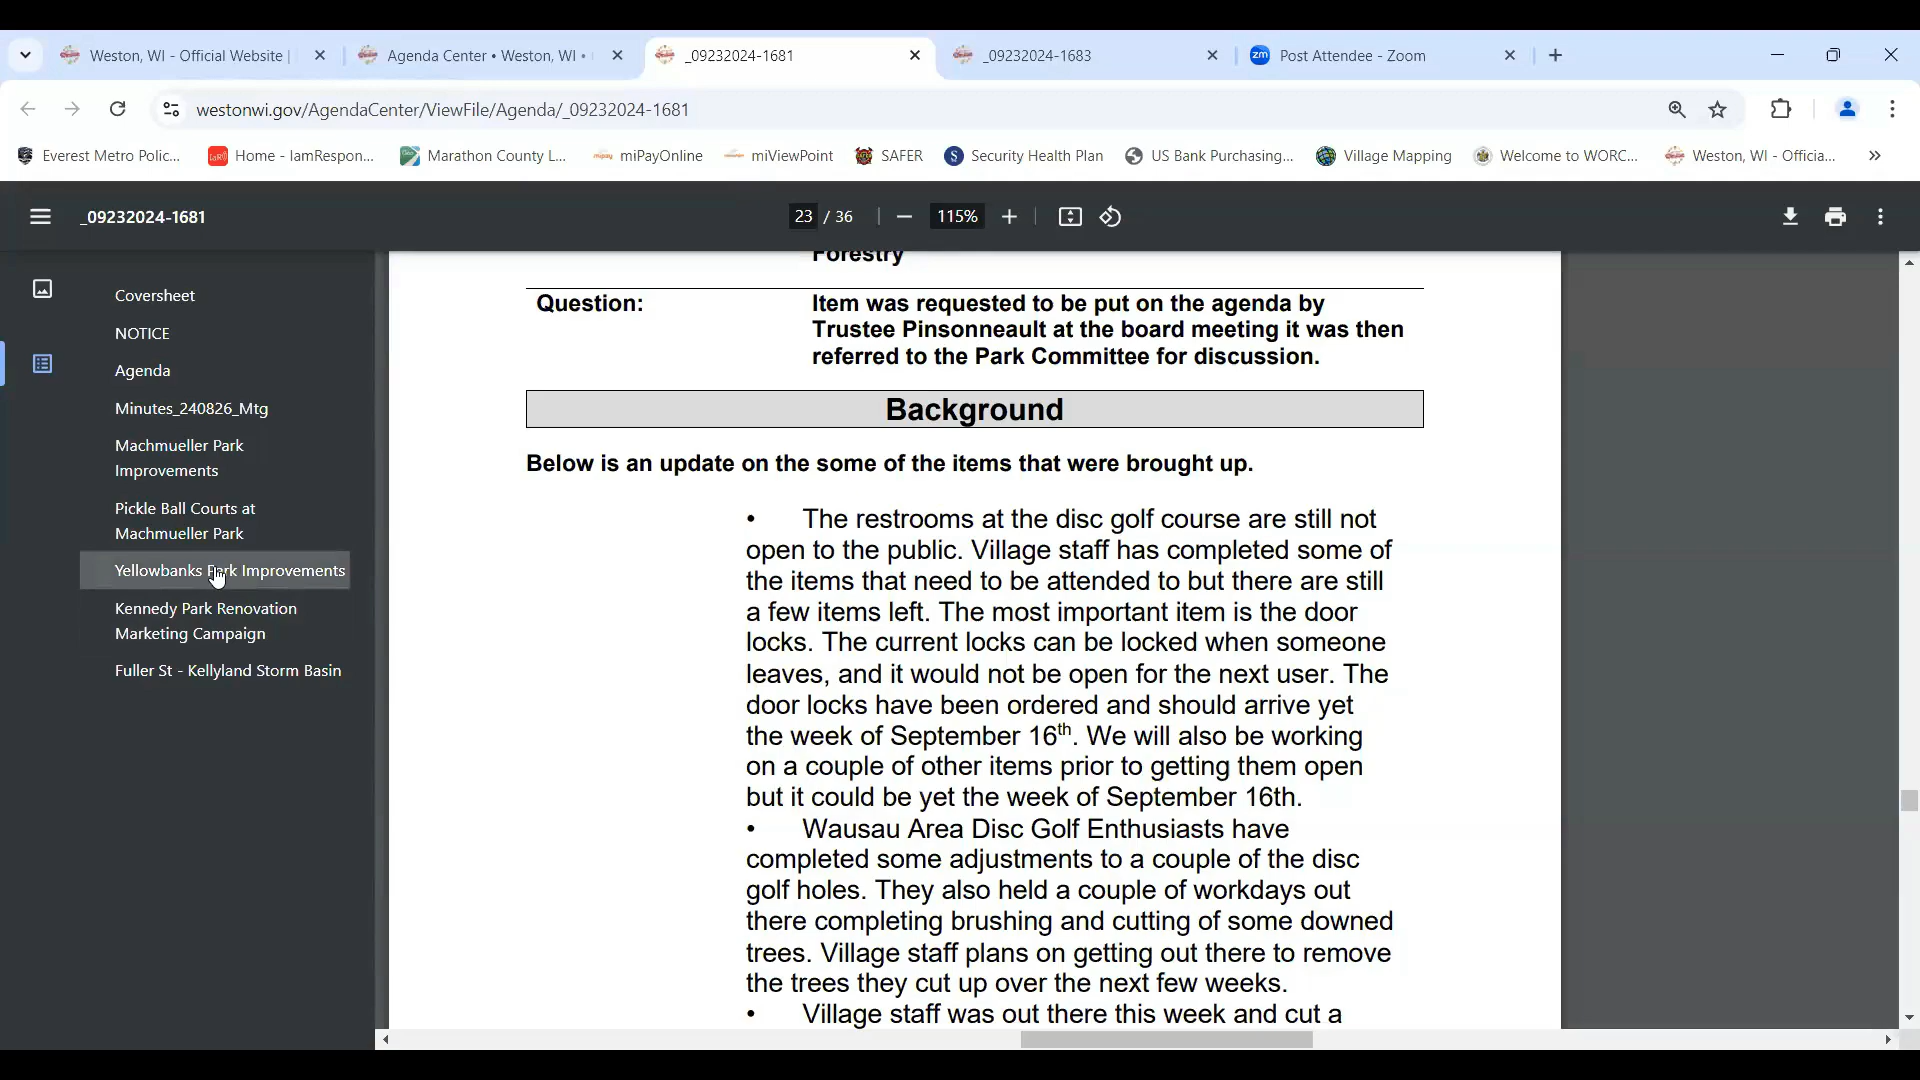 Weston, WI - Official Website |
Agenda Center • Weston, WI •
_09232024-1681
_09232024-1683
zm Post Attendee - Zoom
westonwi.gov/AgendaCenter/ViewFile/Agenda/_09232024-1681
Everest Metro Polic...
Home - IamRespon...
Marathon County L...
miPayOnline
miViewPoint
SAFER
Security Health Plan
US Bank Purchasing...
Village Mapping
Welcome to WORC...
Weston, WI - Officia...
_09232024-1681
23 / 36
115%
Coversheet
NOTICE
Agenda
Minutes_240826_Mtg
Machmueller Park
Improvements
Pickle Ball Courts at
Machmueller Park
Yellowbanks Park Improvements
Kennedy Park Renovation
Marketing Campaign
Fuller St - Kellyland Storm Basin
Forestry
Question: Item was requested to be put on the agenda by
Trustee Pinsonneault at the board meeting it was then
referred to the Park Committee for discussion.
Background
Below is an update on the some of the items that were brought up.
• The restrooms at the disc golf course are still not
open to the public. Village staff has completed some of
the items that need to be attended to but there are still
a few items left. The most important item is the door
locks. The current locks can be locked when someone
leaves, and it would not be open for the next user. The
door locks have been ordered and should arrive yet
the week of September 16th. We will also be working
on a couple of other items prior to getting them open
but it could be yet the week of September 16th.
• Wausau Area Disc Golf Enthusiasts have
completed some adjustments to a couple of the disc
golf holes. They also held a couple of workdays out
there completing brushing and cutting of some downed
trees. Village staff plans on getting out there to remove
the trees they cut up over the next few weeks.
• Village staff was out there this week and cut a